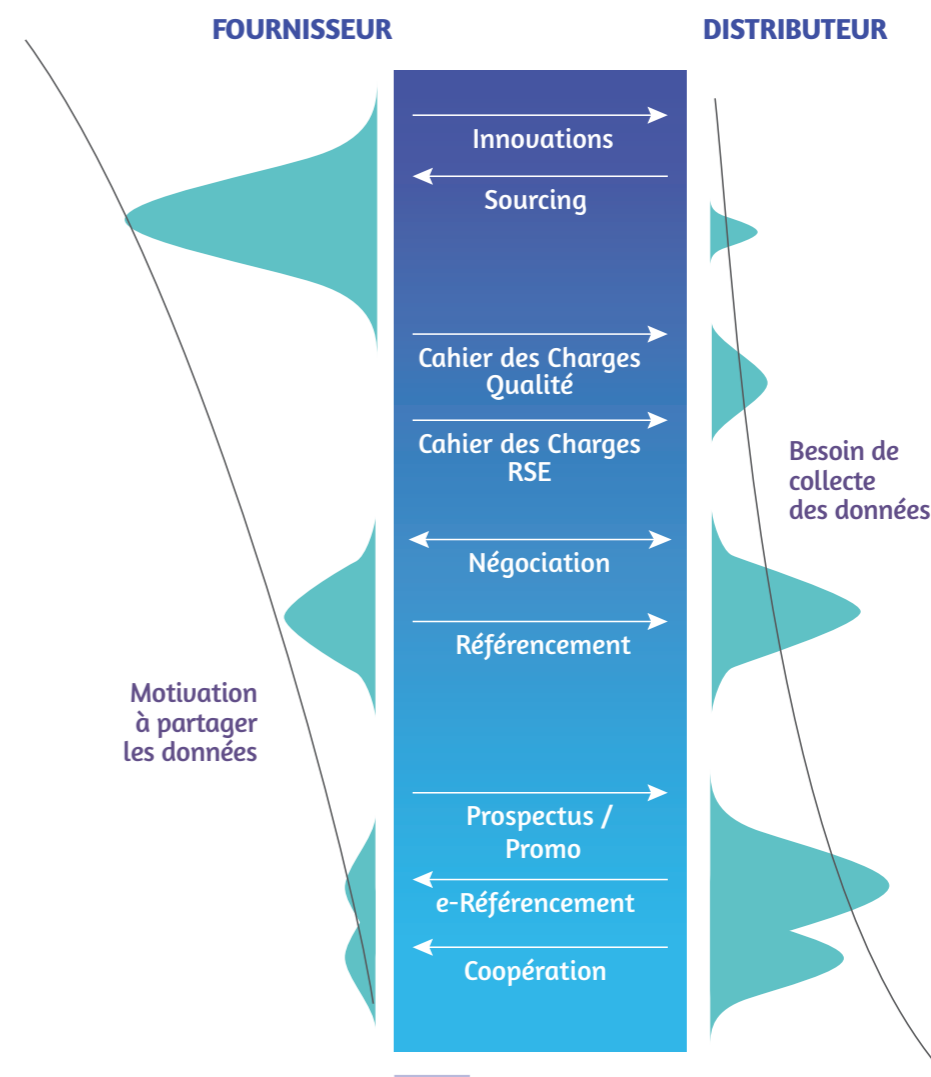 FOURNISSEUR
DISTRIBUTEUR
Innovations
Sourcing
Cahier des Charges
Qualité
Cahier des Charges
RSE
Besoin de
collecte
des données
Négociation
Référencement
Motivation
à partager
les données
Prospectus /
Promo
e-Référencement
Coopération